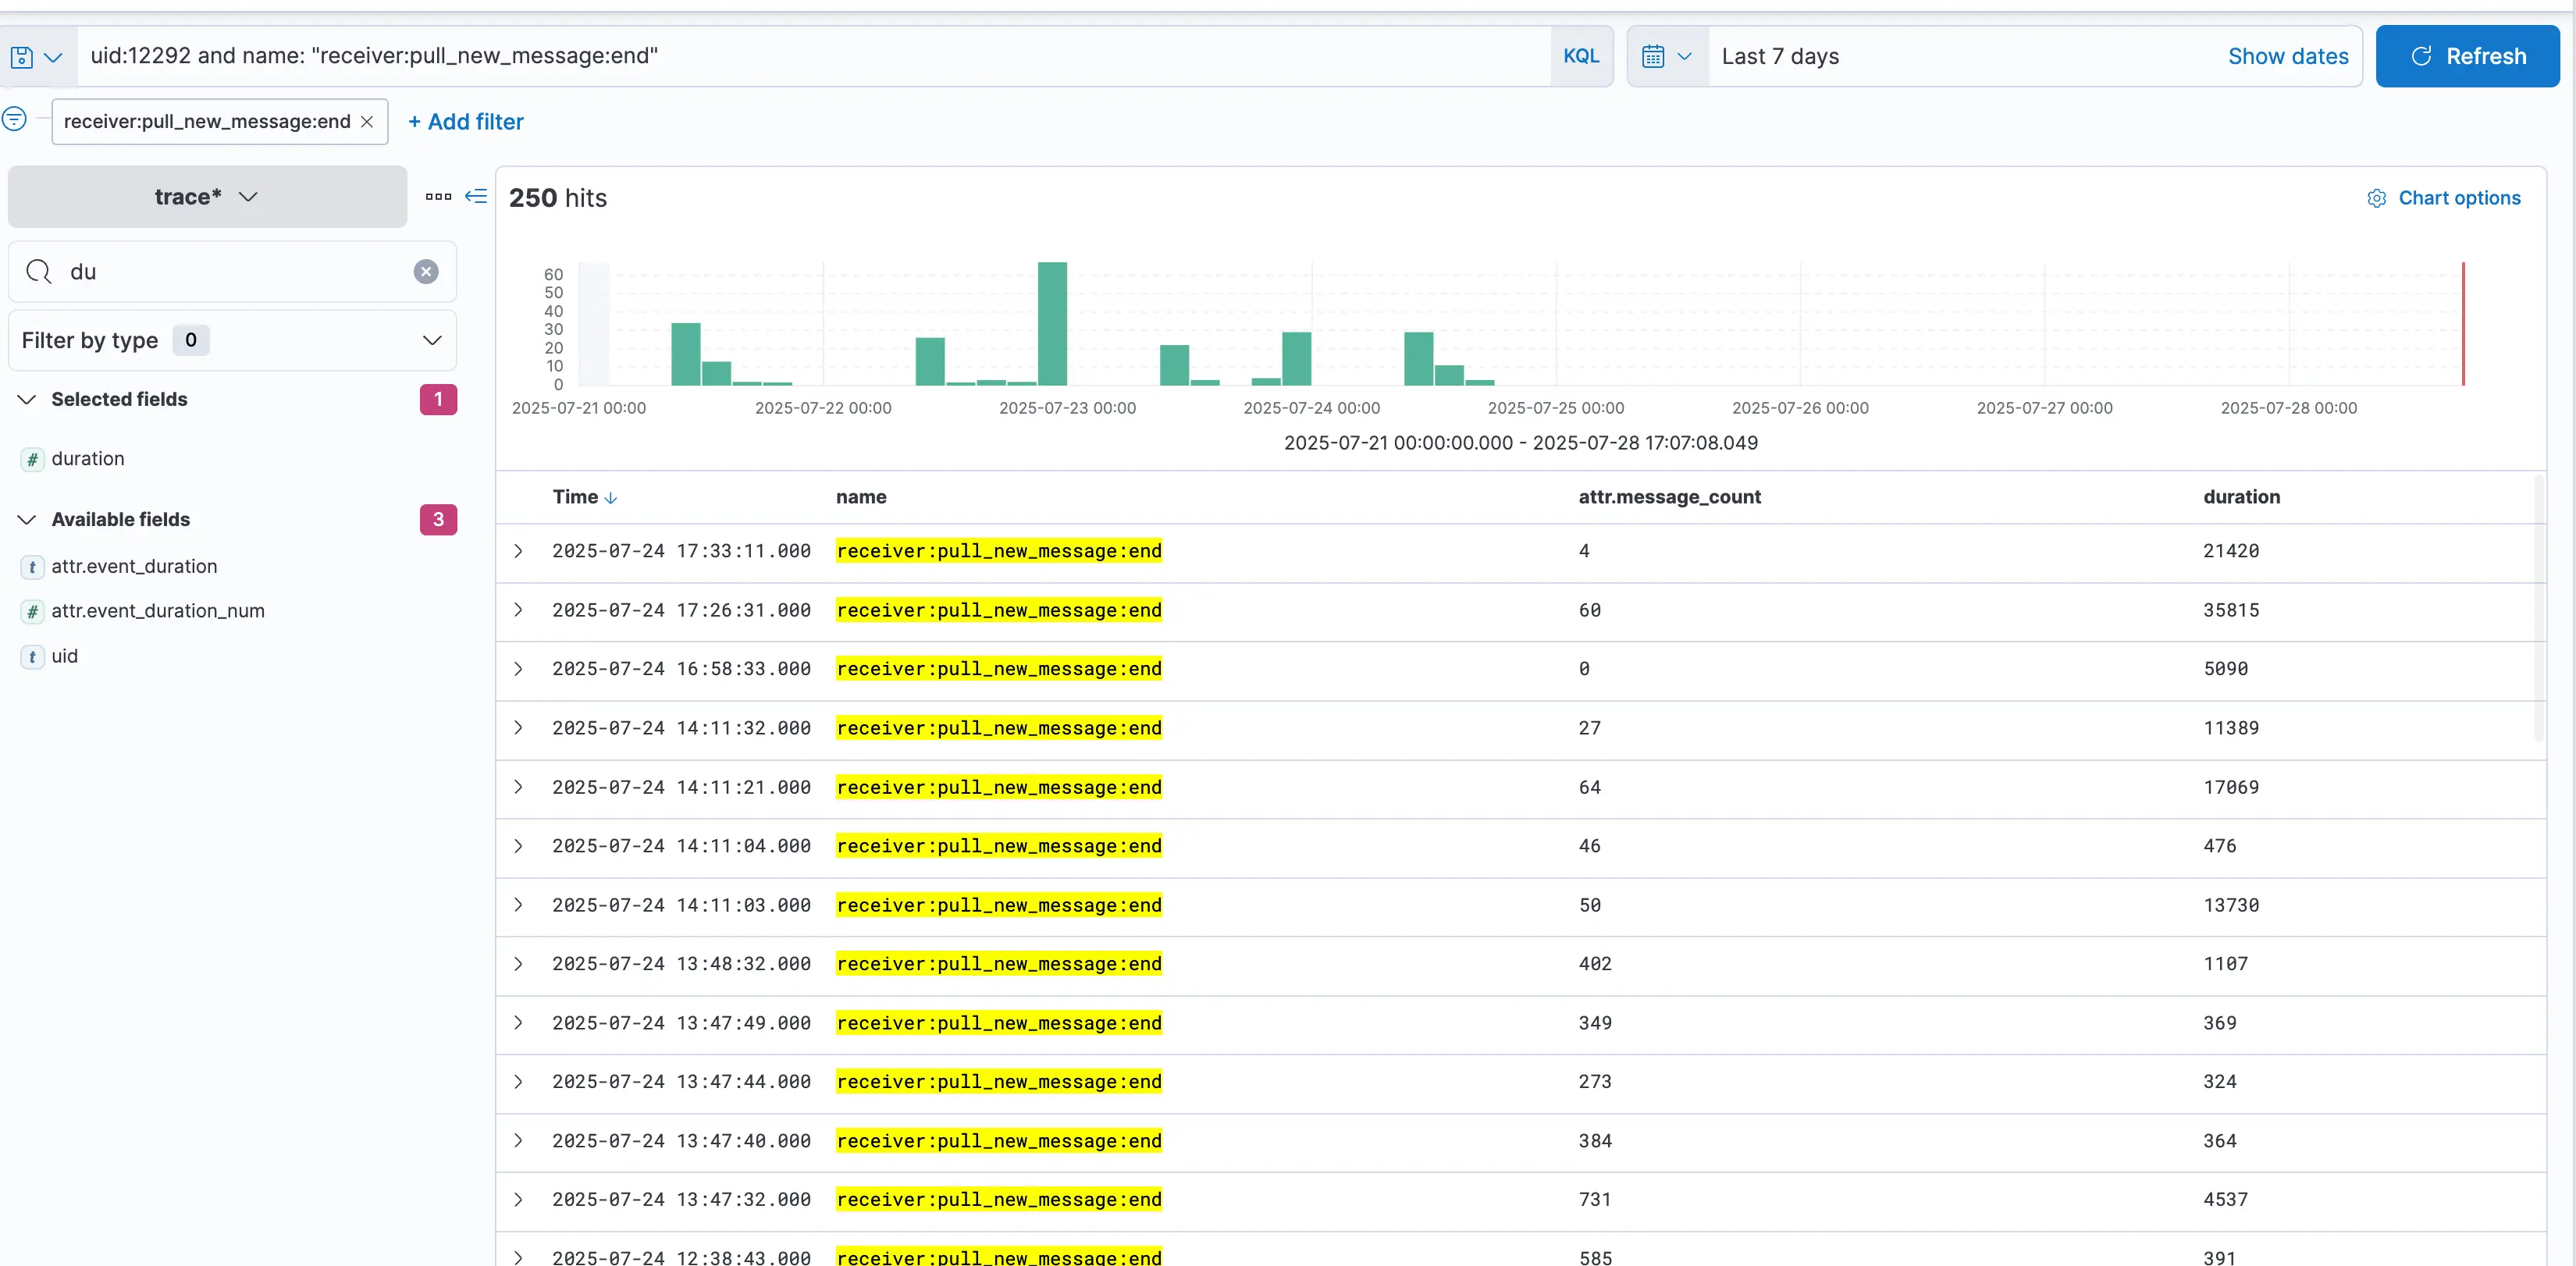 uid:12292 and name: "receiver:pull_new_message:end"
KQL
Last 7 days
Show dates
Refresh
receiver:pull_new_message:end
+ Add filter
trace*
250 hits
Chart options
du
Filter by type 0
Selected fields 1
duration
Available fields 3
attr.event_duration
attr.event_duration_num
uid
60
50
40
30
20
10
0
2025-07-21 00:00 2025-07-22 00:00 2025-07-23 00:00 2025-07-24 00:00 2025-07-25 00:00 2025-07-26 00:00 2025-07-27 00:00 2025-07-28 00:00
2025-07-21 00:00:00.000 - 2025-07-28 17:07:08.049
Time name attr.message_count duration
2025-07-24 17:33:11.000 receiver:pull_new_message:end 4 21420
2025-07-24 17:26:31.000 receiver:pull_new_message:end 60 35815
2025-07-24 16:58:33.000 receiver:pull_new_message:end 0 5090
2025-07-24 14:11:32.000 receiver:pull_new_message:end 27 11389
2025-07-24 14:11:21.000 receiver:pull_new_message:end 64 17069
2025-07-24 14:11:04.000 receiver:pull_new_message:end 46 476
2025-07-24 14:11:03.000 receiver:pull_new_message:end 50 13730
2025-07-24 13:48:32.000 receiver:pull_new_message:end 402 1107
2025-07-24 13:47:49.000 receiver:pull_new_message:end 349 369
2025-07-24 13:47:44.000 receiver:pull_new_message:end 273 324
2025-07-24 13:47:40.000 receiver:pull_new_message:end 384 364
2025-07-24 13:47:32.000 receiver:pull_new_message:end 731 4537
2025-07-24 12:38:43.000 receiver:pull_new_message:end 585 391